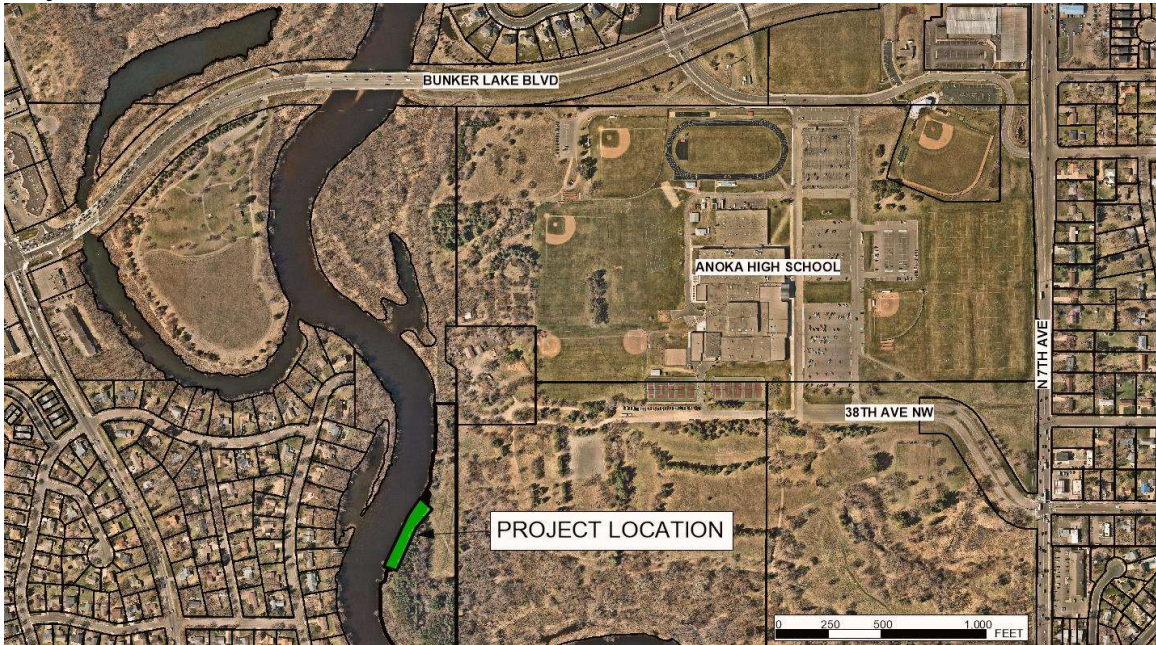 BUNKER LAKE BLVD
ANOKA HIGH SCHOOL
N 7TH AVE
38TH AVE NW
PROJECT LOCATION
0 250 500 1,000
FEET